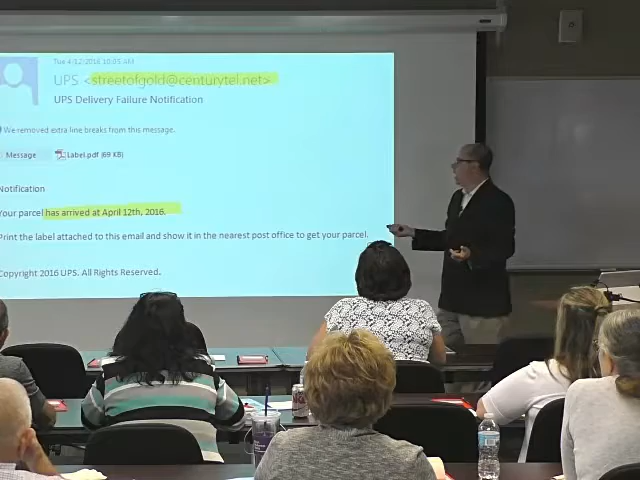 Tue 4/12/2016 10:05 AM
UPS <streetofgold@centurytel.net>
UPS Delivery Failure Notification
We removed extra line breaks from this message.
Message Label.pdf (69 KB)
Notification
Your parcel has arrived at April 12th, 2016.
Print the label attached to this email and show it in the nearest post office to get your parcel.
Copyright 2016 UPS. All Rights Reserved.